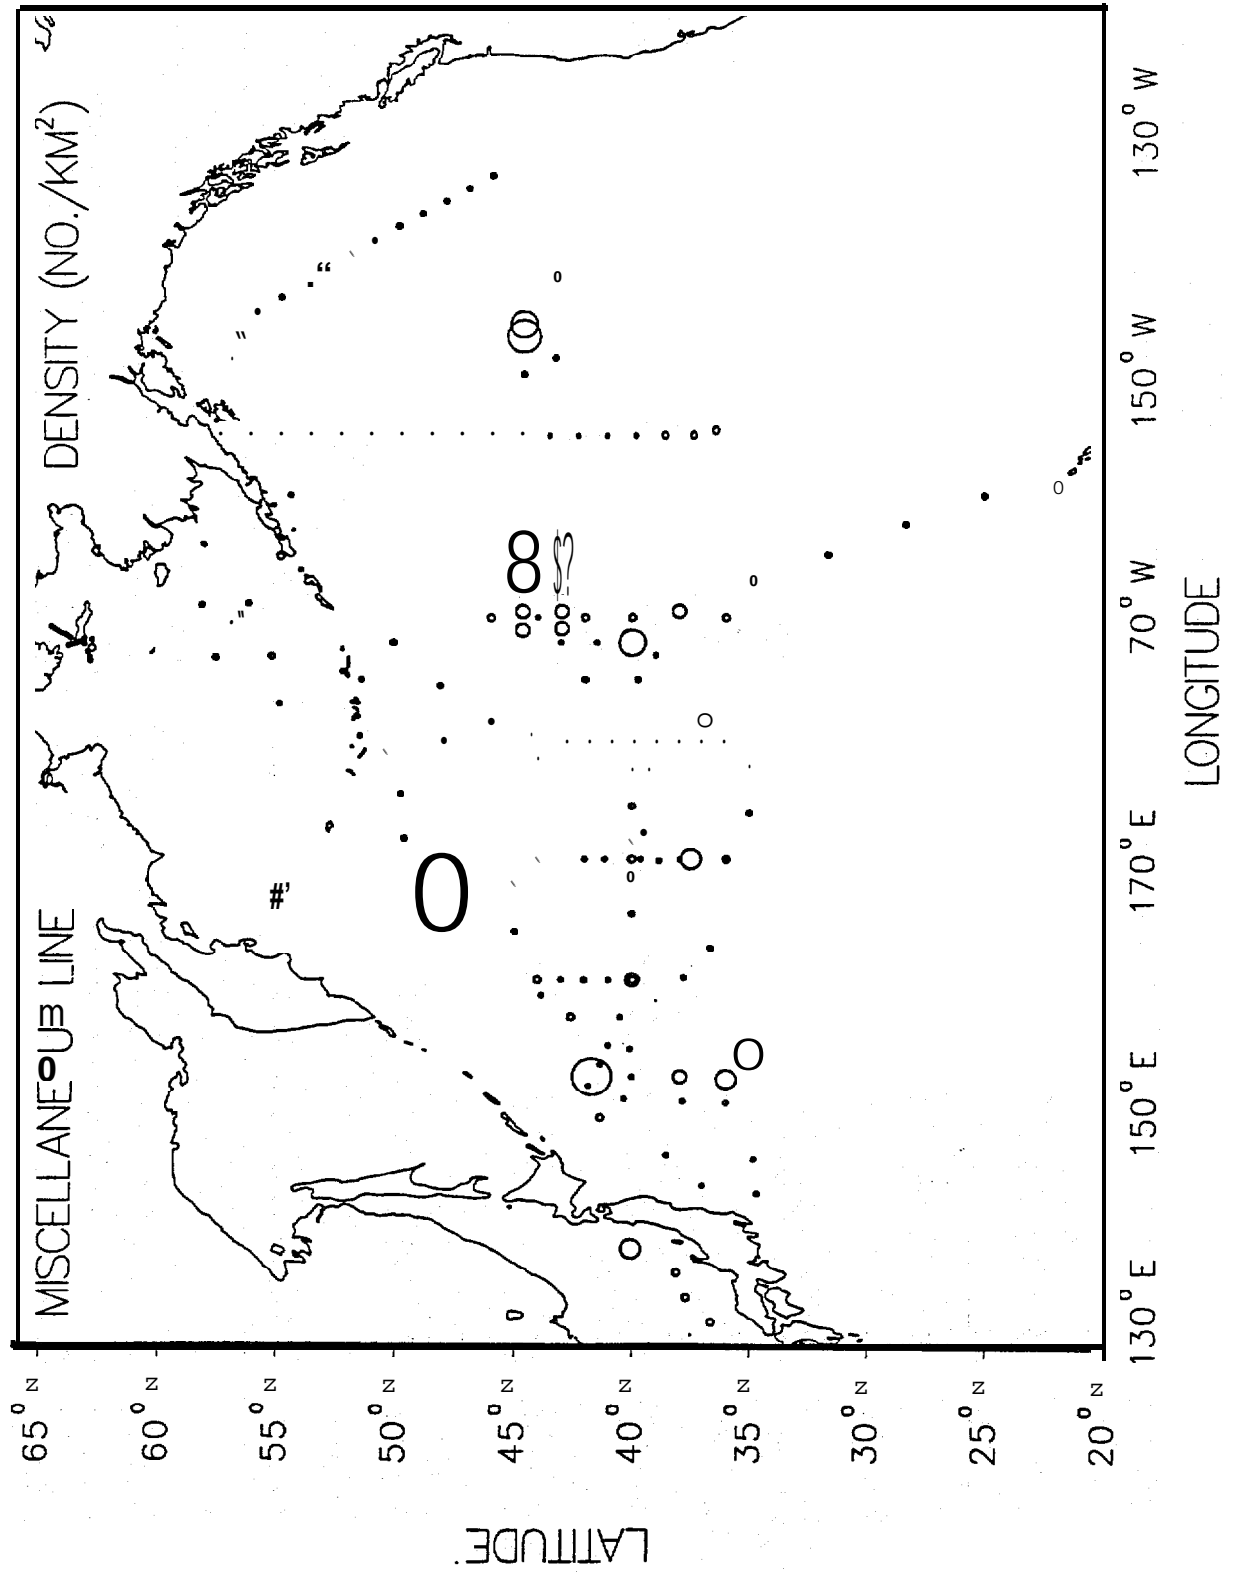 MISCELLANEOUS LINE DENSITY (NO./KM²)
65° N
60° N
55° N
50° N
45° N
40° N
35° N
30° N
25° N
20° N
LATITUDE
130° E
150° E
170° E
70° W
150° W
130° W
LONGITUDE